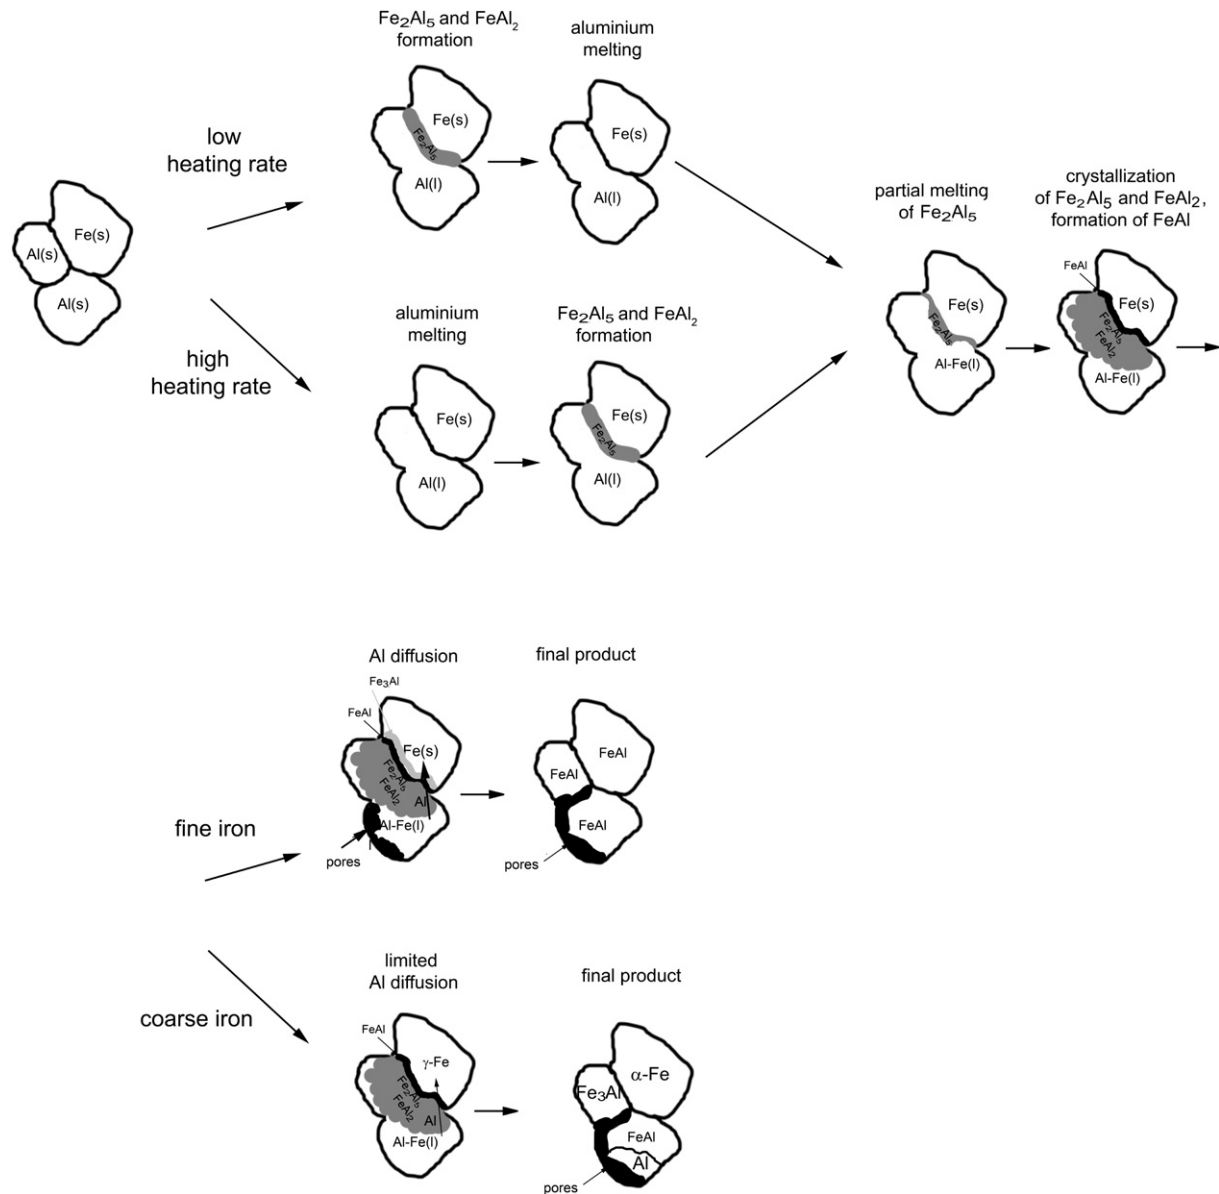 Fe₂Al₅ and FeAl₂
formation
aluminium
melting
low
heating rate
Fe(s)
Fe₂Al₅
Al(l)
Fe(s)
Al(l)
Fe(s)
Al(s)
Al(s)
high
heating rate
aluminium
melting
Fe₂Al₅ and FeAl₂
formation
Fe(s)
Al(l)
Fe(s)
Fe₂Al₅
Al(l)
partial melting
of Fe₂Al₅
Fe(s)
Fe₂Al₅
Al-Fe(l)
crystallization
of Fe₂Al₅ and FeAl₂,
formation of FeAl
FeAl
Fe(s)
Fe₂Al₅
FeAl₂
Al-Fe(l)
fine iron
Al diffusion
Fe₃Al
FeAl
Fe(s)
Fe₂Al₅
FeAl₂
Al
Al-Fe(l)
pores
final product
FeAl
FeAl
FeAl
pores
coarse iron
limited
Al diffusion
FeAl
γ-Fe
Fe₂Al₅
FeAl₂
Al
Al-Fe(l)
final product
α-Fe
Fe₃Al
FeAl
Al
pores